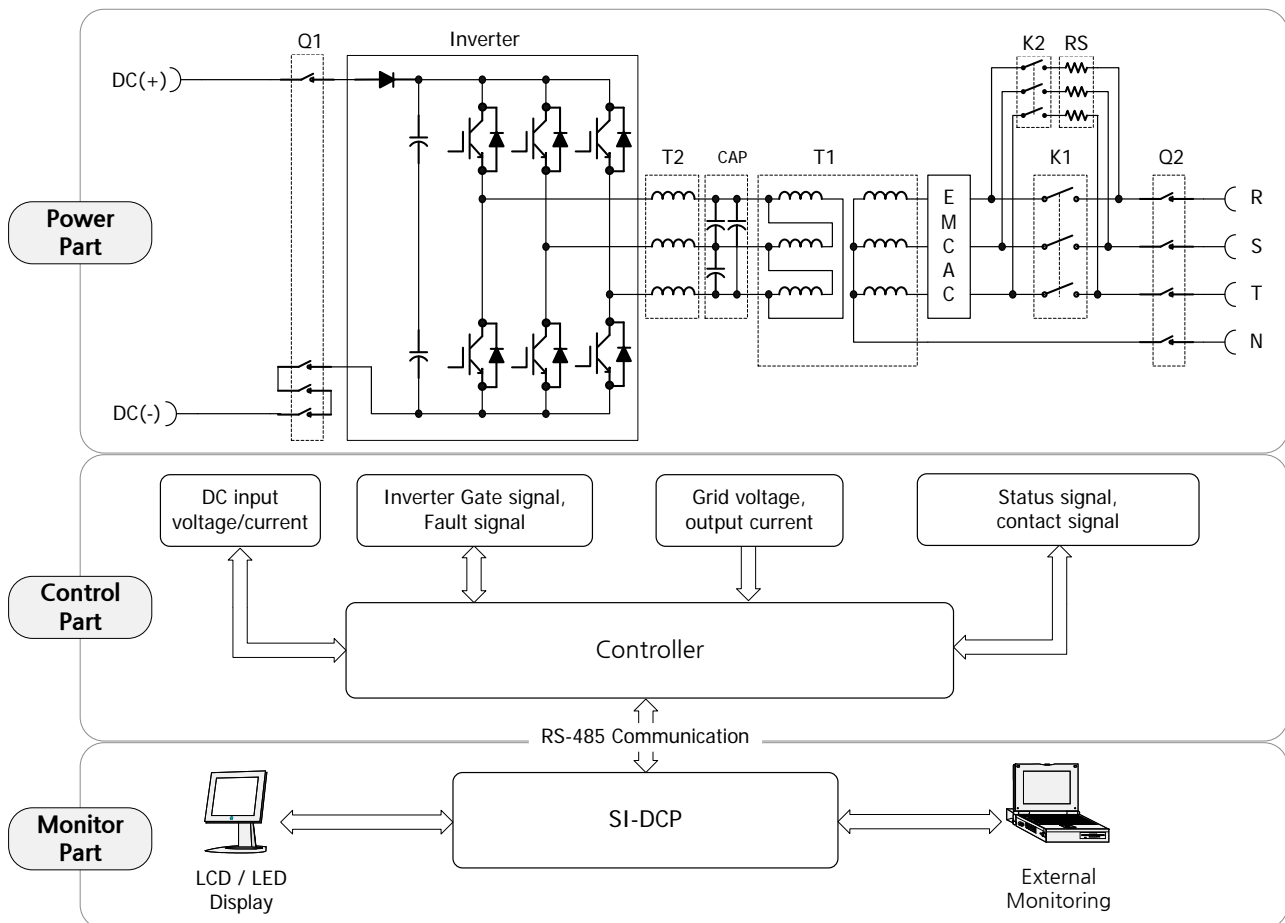 Q1
Inverter
K2
RS
DC(+)
T2
CAP
T1
K1
Q2
Power
Part
E
M
C
A
C
R
S
T
N
DC(-)
DC input
voltage/current
Inverter Gate signal,
Fault signal
Grid voltage,
output current
Status signal,
contact signal
Control
Part
Controller
RS-485 Communication
Monitor
Part
SI-DCP
LCD / LED
Display
External
Monitoring